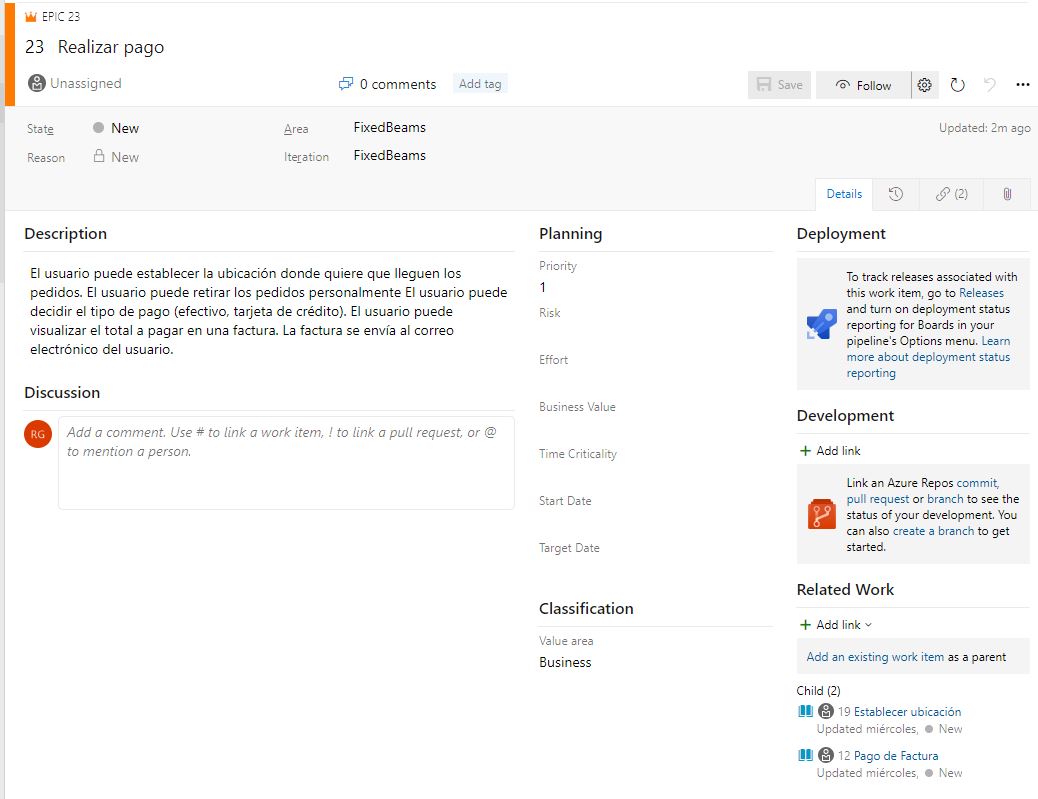 EPIC 23
23 Realizar pago
Unassigned
0 comments
Add tag
Save
Follow
State
New
Area
FixedBeams
Updated: 2m ago
Reason
New
Iteration
FixedBeams
Details
(2)
Description
El usuario puede establecer la ubicación donde quiere que lleguen los
pedidos. El usuario puede retirar los pedidos personalmente El usuario puede
decidir el tipo de pago (efectivo, tarjeta de crédito). El usuario puede
visualizar el total a pagar en una factura. La factura se envía al correo
electrónico del usuario.
Discussion
RG
Add a comment. Use # to link a work item, ! to link a pull request, or @
to mention a person.
Planning
Priority
1
Risk
Effort
Business Value
Time Criticality
Start Date
Target Date
Classification
Value area
Business
Deployment
To track releases associated with
this work item, go to Releases
and turn on deployment status
reporting for Boards in your
pipeline's Options menu. Learn
more about deployment status
reporting
Development
+ Add link
Link an Azure Repos commit,
pull request or branch to see the
status of your development. You
can also create a branch to get
started.
Related Work
+ Add link
Add an existing work item as a parent
Child (2)
19 Establecer ubicación
Updated miércoles, New
12 Pago de Factura
Updated miércoles, New